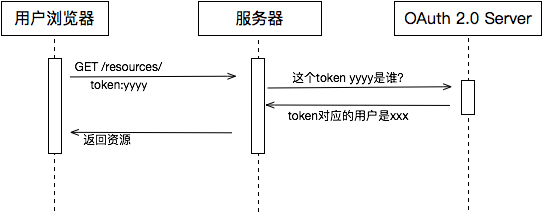 用户浏览器
服务器
OAuth 2.0 Server
GET /resources/
token:yyyy
这个token yyyy是谁?
token对应的用户是xxx
返回资源